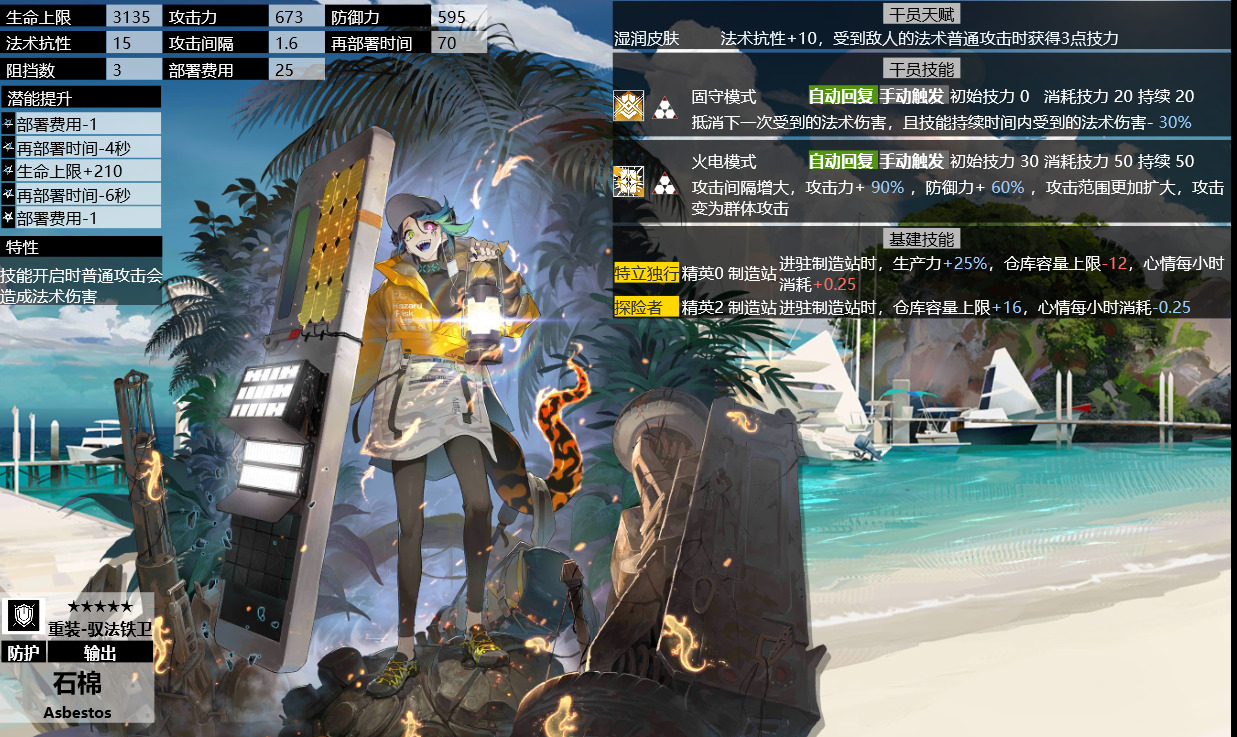 生命上限 3135 攻击力 673 防御力 595
法术抗性 15 攻击间隔 1.6 再部署时间 70
阻挡数 3 部署费用 25
潜能提升
部署费用-1
再部署时间-4秒
生命上限+210
再部署时间-6秒
部署费用-1
特性
技能开启时普通攻击会
造成法术伤害
干员天赋
湿润皮肤 法术抗性+10，受到敌人的法术普通攻击时获得3点技力
干员技能
固守模式 自动回复 手动触发 初始技力 0 消耗技力 20 持续 20
抵消下一次受到的法术伤害，且技能持续时间内受到的法术伤害- 30%
火电模式 自动回复 手动触发 初始技力 30 消耗技力 50 持续 50
攻击间隔增大，攻击力+ 90% ，防御力+ 60% ，攻击范围更加扩大，攻击
变为群体攻击
基建技能
特立独行 精英0 制造站 进驻制造站时，生产力+25%，仓库容量上限-12，心情每小时
消耗+0.25
探险者 精英2 制造站 进驻制造站时，仓库容量上限+16，心情每小时消耗-0.25
Hazard
Risk
★★★★★
重装-驭法铁卫
防护 输出
石棉
Asbestos